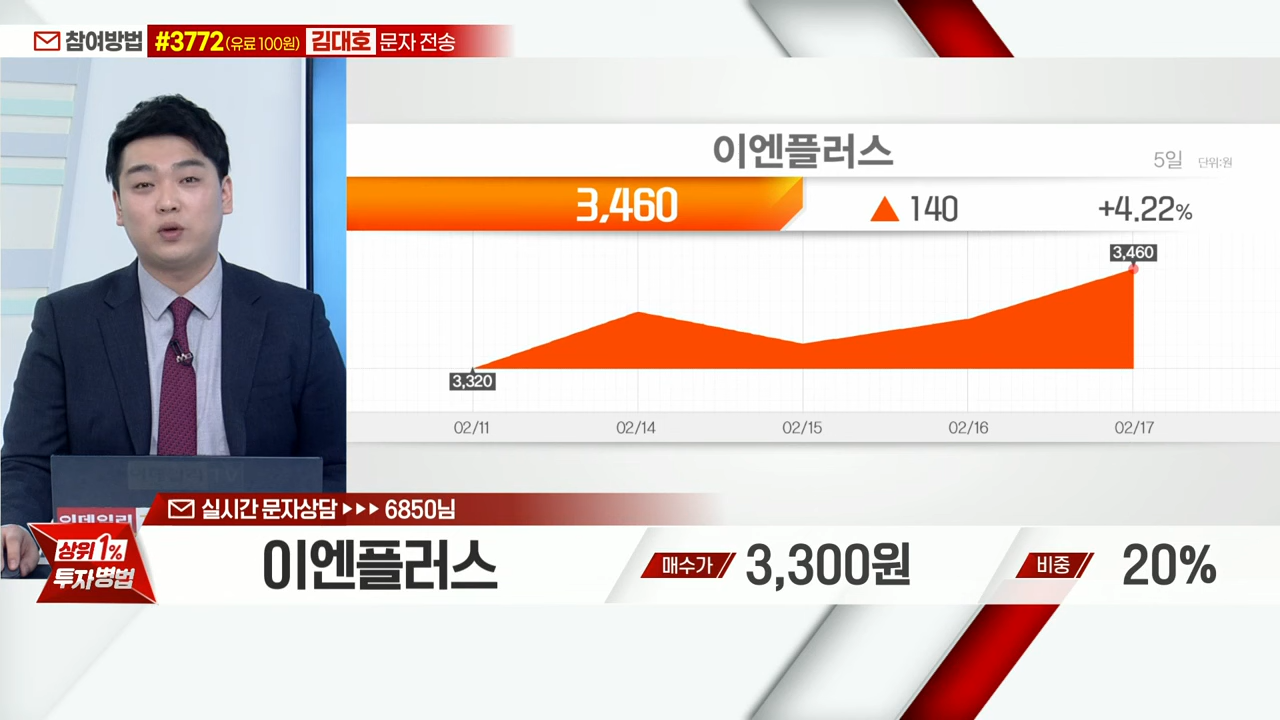 참여방법 #3772(유료 100원) 김대호 문자 전송
이엔플러스
5일 단위:원
3,460 ▲ 140 +4.22%
3,460
3,320
02/11 02/14 02/15 02/16 02/17
실시간 문자상담 ▶▶▶ 6850님
이데일리
상위 1%
투자병법
이엔플러스 매수가 3,300원 비중 20%